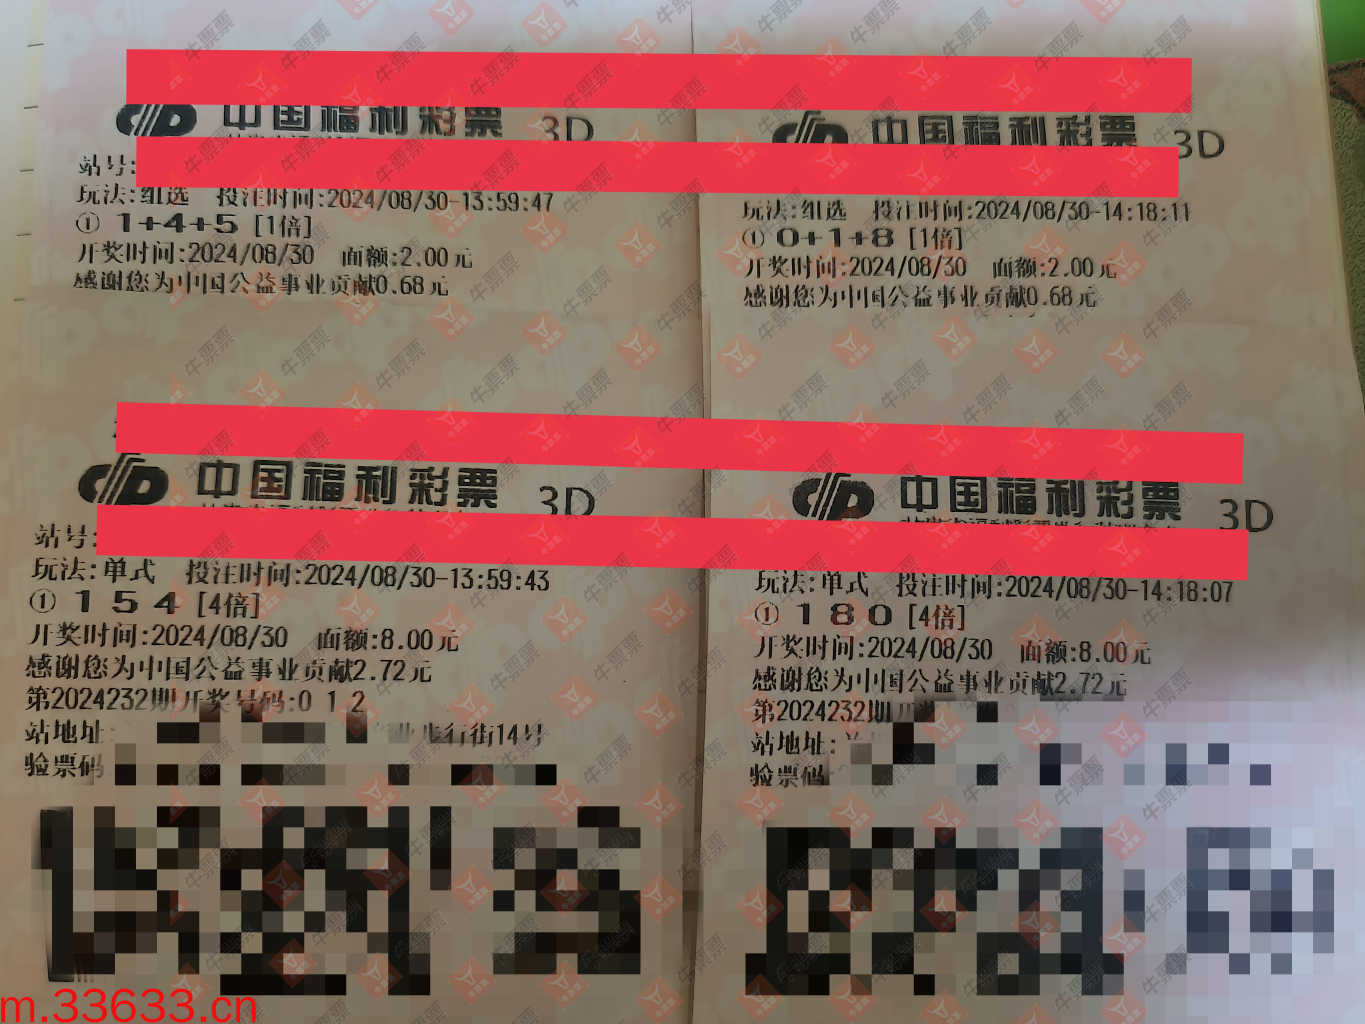 中国福利彩票 3D
站号:
玩法:组选 投注时间:2024/08/30-13:59:47
① 1+4+5 [1倍]
开奖时间:2024/08/30 面额:2.00元
感谢您为中国公益事业贡献0.68元
中国福利彩票 3D
玩法:组选 投注时间:2024/08/30-14:18:11
① 0+1+8 [1倍]
开奖时间:2024/08/30 面额:2.00元
感谢您为中国公益事业贡献0.68元
中国福利彩票 3D
站号:
玩法:单式 投注时间:2024/08/30-13:59:43
① 1 5 4 [4倍]
开奖时间:2024/08/30 面额:8.00元
感谢您为中国公益事业贡献2.72元
第2024232期开奖号码:0 1 2
站地址: 步行街14号
验票码
中国福利彩票 3D
玩法:单式 投注时间:2024/08/30-14:18:07
① 1 8 0 [4倍]
开奖时间:2024/08/30 面额:8.00元
感谢您为中国公益事业贡献2.72元
第2024232期开
站地址:
验票码
牛票票
m.33633.cn